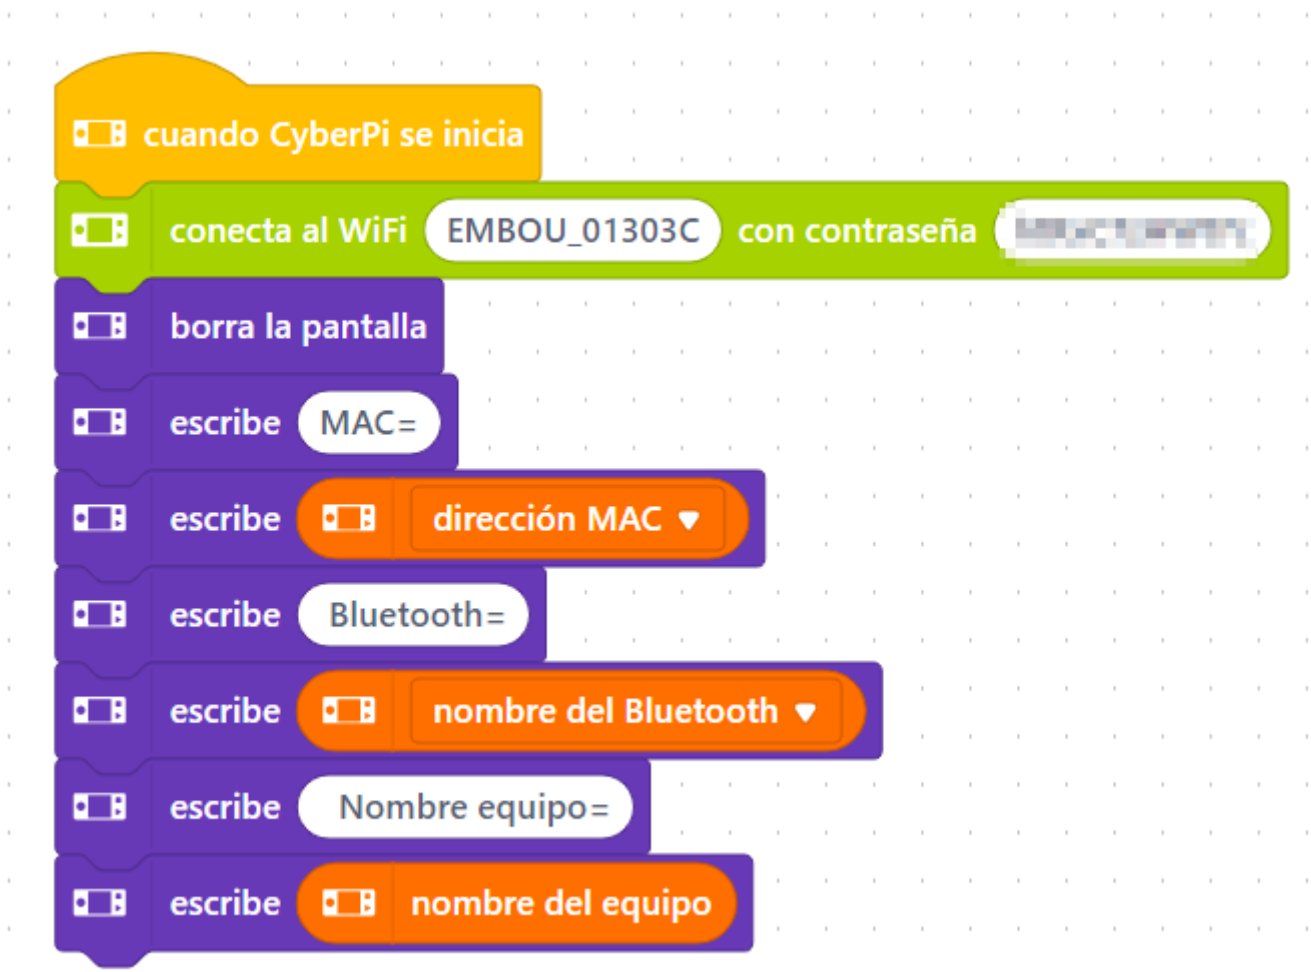 cuando CyberPi se inicia
conecta al WiFi EMBOU_01303C con contraseña
borra la pantalla
escribe MAC=
escribe dirección MAC
escribe Bluetooth=
escribe nombre del Bluetooth
escribe Nombre equipo=
escribe nombre del equipo